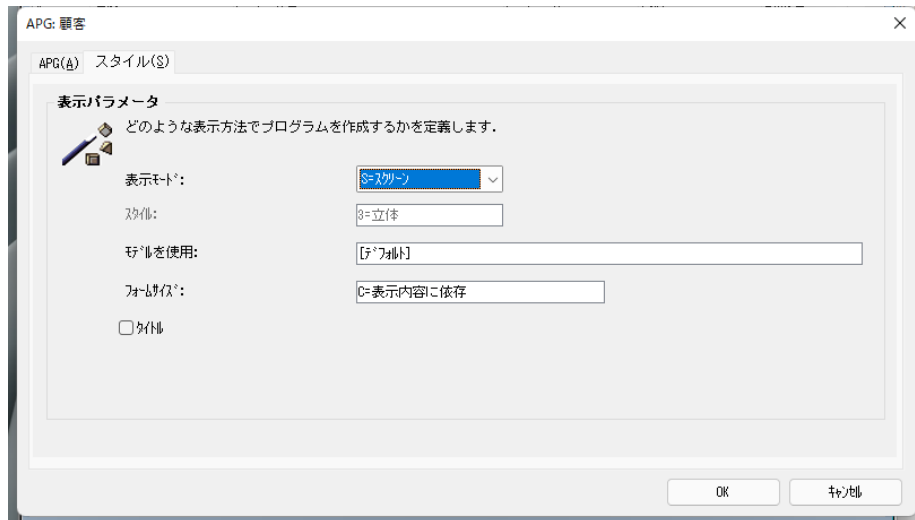 APG: 顧客
APG(A) スタイル(S)
表示パラメータ
どのような表示方法でプログラムを作成するかを定義します.
表示ﾓｰﾄﾞ: S=ｽｸﾘｰﾝ
ｽﾀｲﾙ: 3=立体
ﾓﾃﾞﾙを使用: [ﾃﾞﾌｫﾙﾄ]
ﾌｫｰﾑｻｲｽﾞ: C=表示内容に依存
ﾀｲﾄﾙ
OK ｷｬﾝｾﾙ